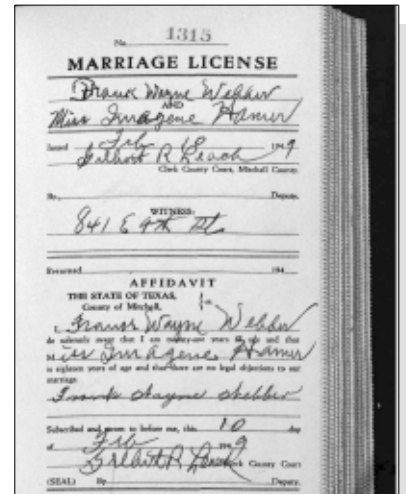 No. 1315
MARRIAGE LICENSE
Frank Wayne Webber
AND
Miss Imagene Hamer
Issued Feb 18 1949
Gilbert R Leach
Clerk County Court, Mitchell County.
By, Depute.
WITNESS:
841 E 9th St
Returned 194
AFFIDAVIT
THE STATE OF TEXAS,
County of Mitchell,
I, Frank Wayne Webber
do solemnly swear that I am twenty-one years of age and that
Miss Imagene Hamer
is eighteen years of age and that there are no legal objections to our
marriage.
Frank Wayne Webber
Subscribed and sworn to before me, this 10 day
of Feb 1949
Gilbert R Leach Clerk County Court
(SEAL) By Deputy.